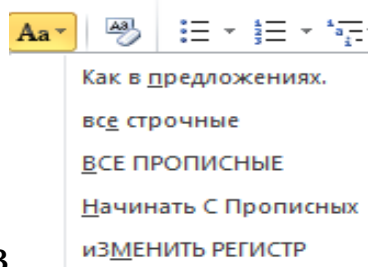 Aa
Как в предложениях.
все строчные
ВСЕ ПРОПИСНЫЕ
Начинать С Прописных
иЗМЕНИТЬ РЕГИСТР